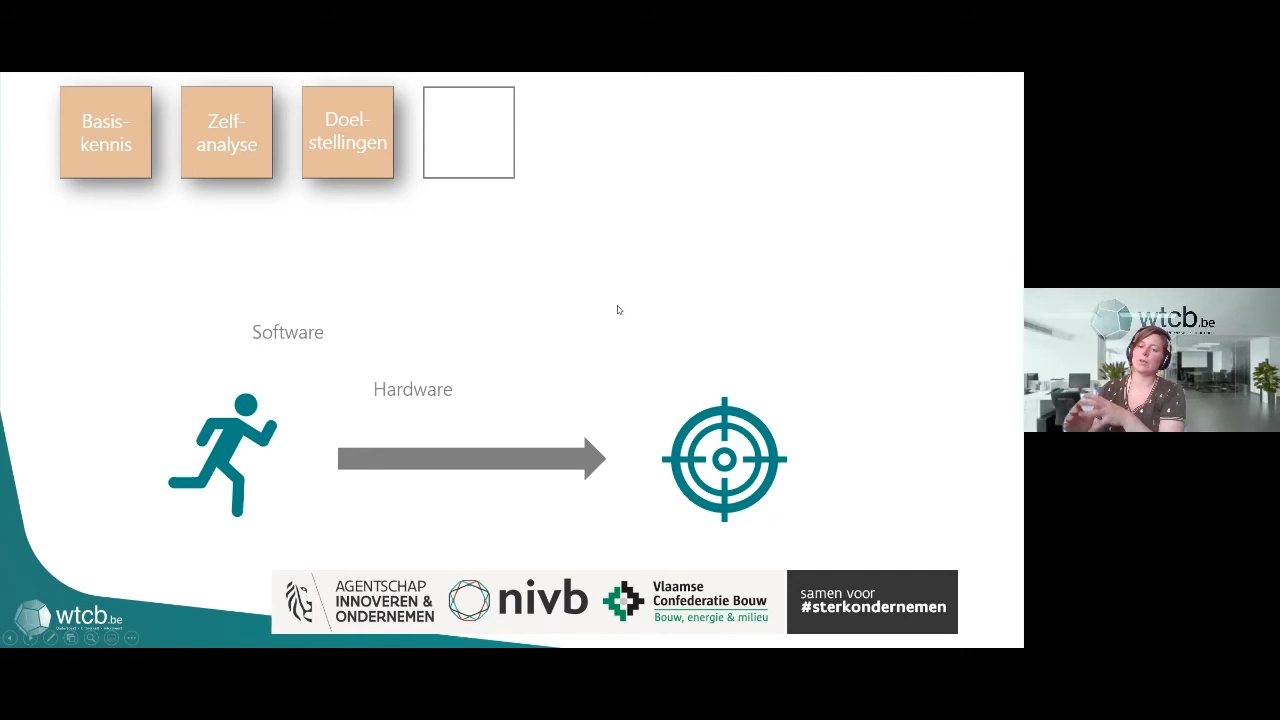 Basis-
kennis
Zelf-
analyse
Doel-
stellingen
Software
Hardware
wtcb.be
AGENTSCHAP
INNOVEREN &
ONDERNEMEN
nivb
Vlaamse
Confederatie Bouw
Bouw, energie & milieu
samen voor
#sterkondernemen
wtcb.be